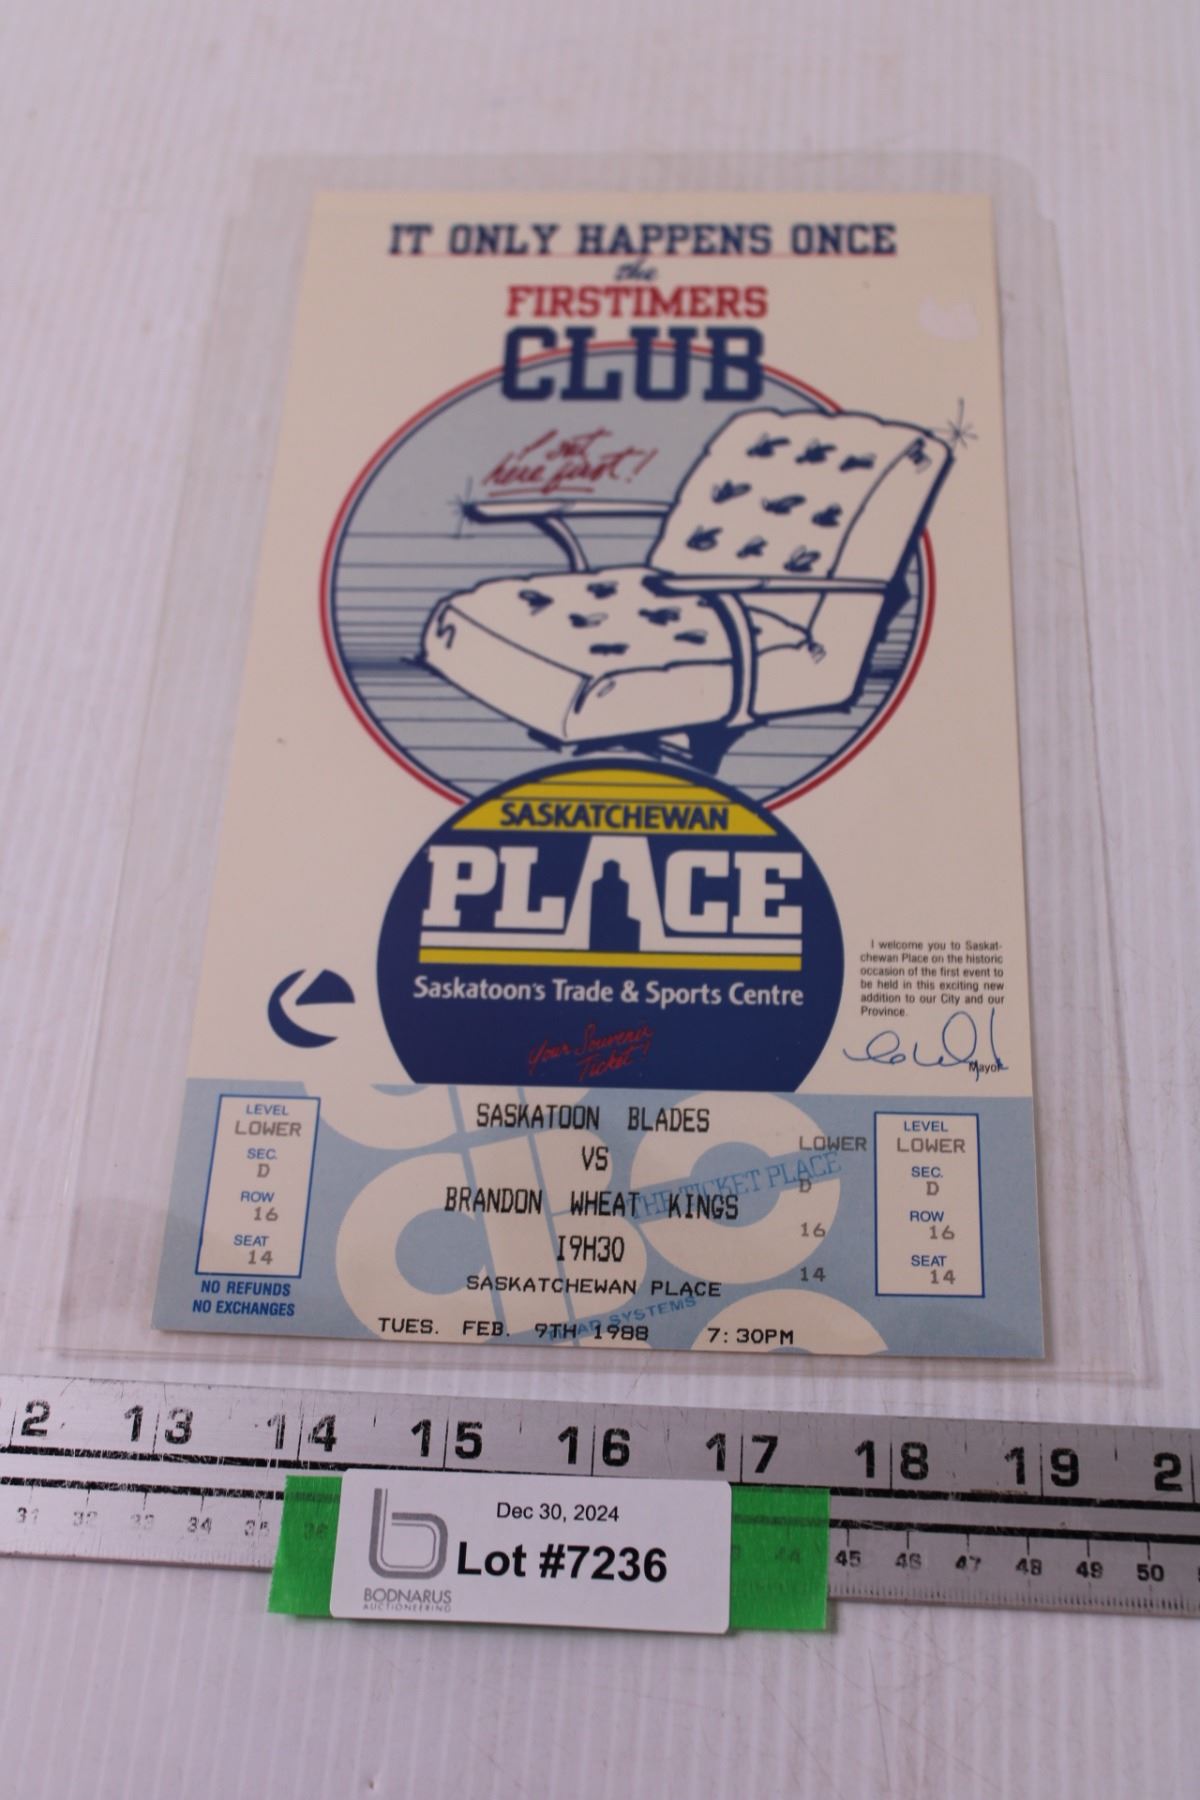 IT ONLY HAPPENS ONCE
the
FIRSTIMERS
CLUB
I sat
here first!
SASKATCHEWAN
PLACE
Saskatoon's Trade & Sports Centre
Your Souvenir
Ticket!
I welcome you to Saskat-
chewan Place on the historic
occasion of the first event to
be held in this exciting new
addition to our City and our
Province.
Mayor
LEVEL
LOWER
SEC.
D
ROW
16
SEAT
14
NO REFUNDS
NO EXCHANGES
SASKATOON BLADES
VS
BRANDON WHEAT KINGS
19H30
SASKATCHEWAN PLACE
TUES. FEB. 9TH 1988 7:30PM
THE TICKET PLACE
SYSTEMS
LOWER
D
16
14
LEVEL
LOWER
SEC.
D
ROW
16
SEAT
14
2 13 14 15 16 17 18 19 2
31 32 33 34 35 36 44 45 46 47 48 49 50
Dec 30, 2024
Lot #7236
BODNARUS
AUCTIONEERING